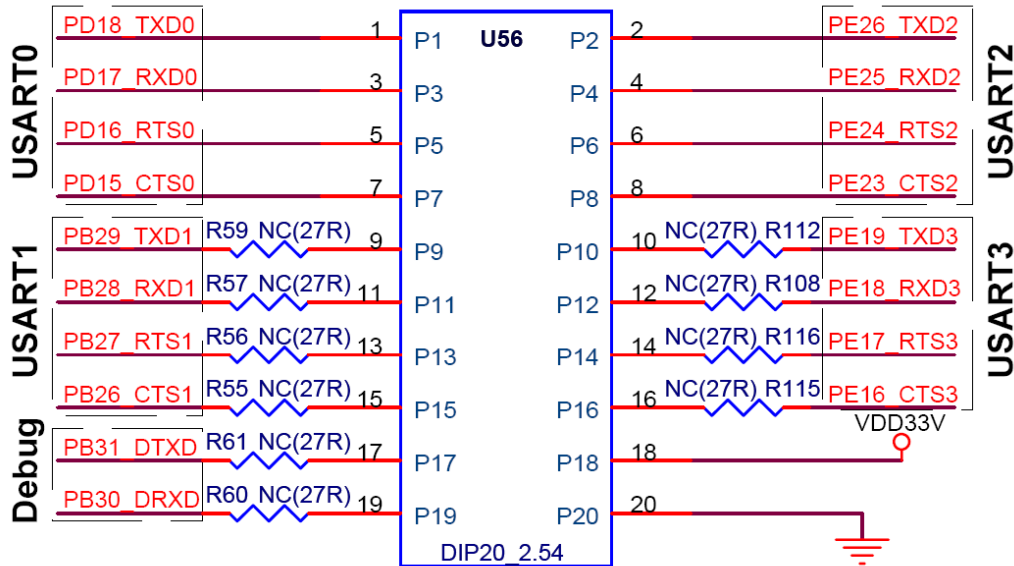 PD18_TXD0 1 P1 U56 P2 2 PE26_TXD2
PD17_RXD0 3 P3 P4 4 PE25_RXD2
PD16_RTS0 5 P5 P6 6 PE24_RTS2
PD15_CTS0 7 P7 P8 8 PE23_CTS2
USART0
USART2
PB29_TXD1 R59 NC(27R) 9 P9 P10 10 NC(27R) R112 PE19_TXD3
PB28_RXD1 R57 NC(27R) 11 P11 P12 12 NC(27R) R108 PE18_RXD3
PB27_RTS1 R56 NC(27R) 13 P13 P14 14 NC(27R) R116 PE17_RTS3
PB26_CTS1 R55 NC(27R) 15 P15 P16 16 NC(27R) R115 PE16_CTS3
USART1
USART3
VDD33V
PB31_DTXD R61 NC(27R) 17 P17 P18 18
PB30_DRXD R60 NC(27R) 19 P19 P20 20
Debug
DIP20_2.54